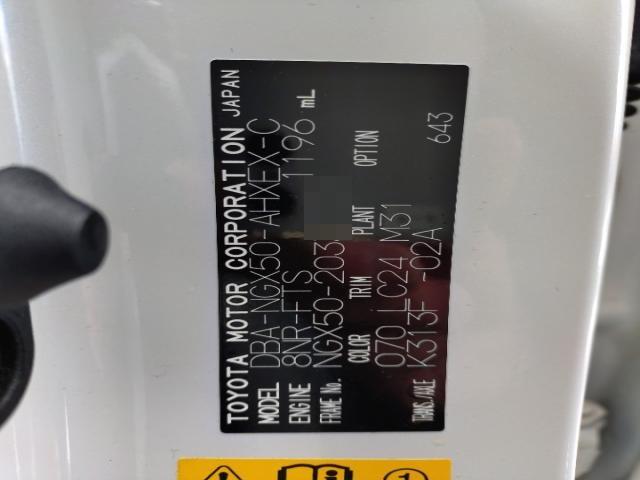 TOYOTA MOTOR CORPORATION JAPAN
MODEL DBA-NGX50-AHXEX-C
ENGINE 8NR-FTS 1196 mL
FRAME No. NGX50-203
COLOR TRIM PLANT OPTION
070 LC24 M31 643
TRANS./AXLE K313F -02A
1